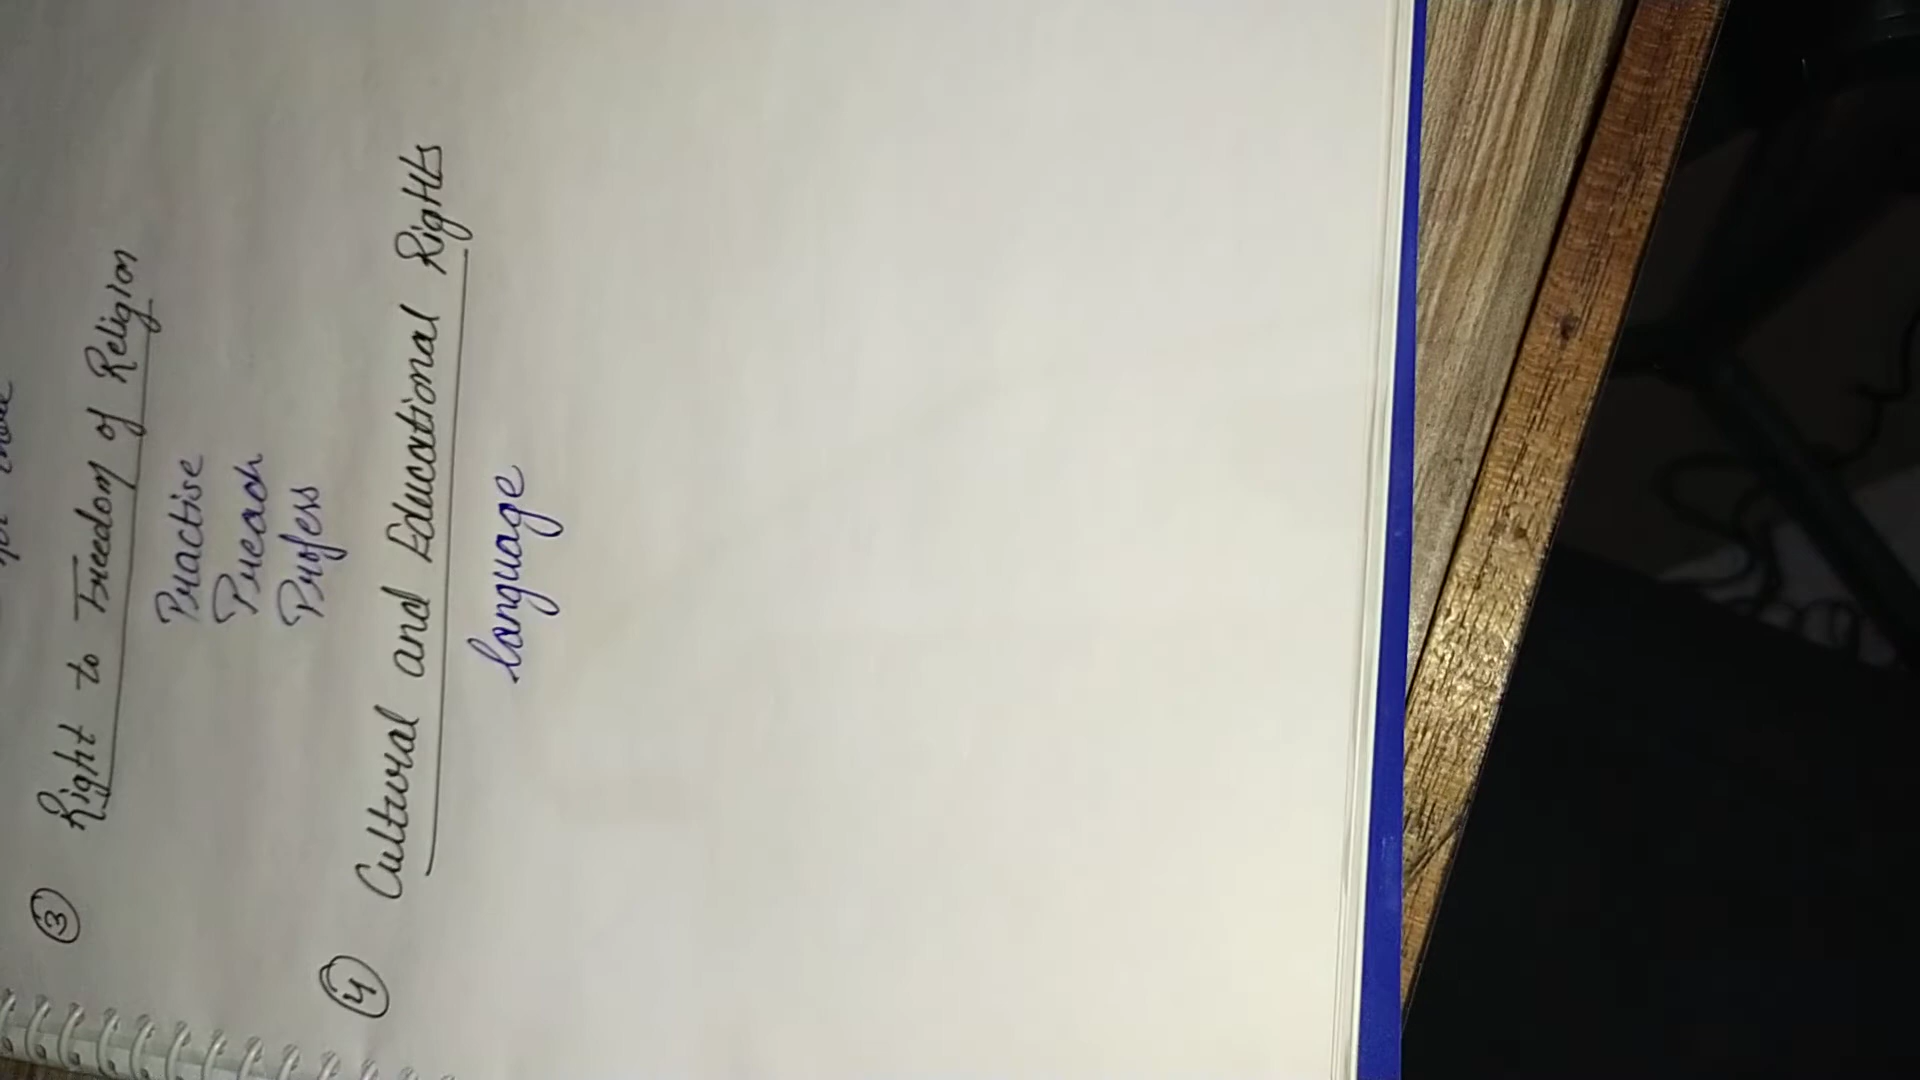 ③ Right to Freedom of Religion
Practise
Preach
Profess
④ Cultural and Educational Rights
language